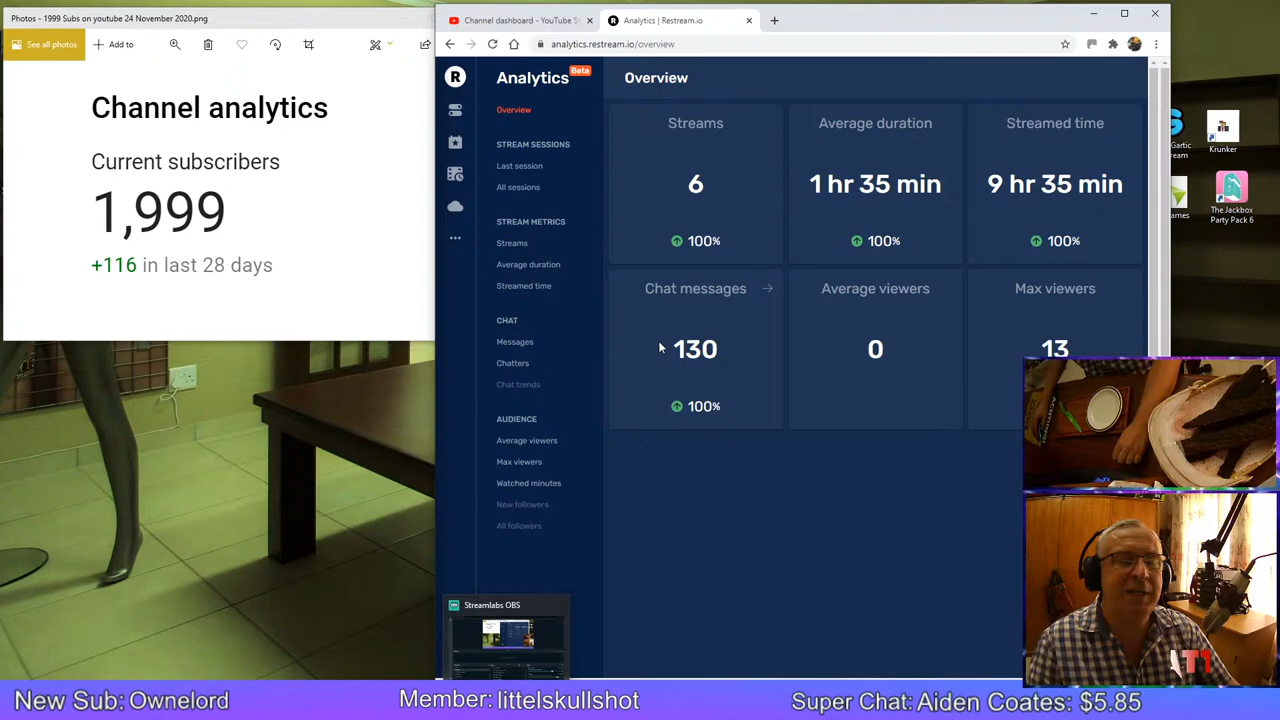 Photos - 1999 Subs on youtube 24 November 2020.png
See all photos
Add to
Channel analytics
Current subscribers
1,999
+116 in last 28 days
Channel dashboard - YouTube S
Analytics | Restream.io
analytics.restream.io/overview
R
Analytics
Beta
Overview
STREAM SESSIONS
Last session
All sessions
STREAM METRICS
Streams
Average duration
Streamed time
CHAT
Messages
Chatters
Chat trends
AUDIENCE
Average viewers
Max viewers
Watched minutes
New followers
All followers
Overview
Streams
6
100%
Average duration
1 hr 35 min
100%
Streamed time
9 hr 35 min
100%
Chat messages
130
100%
Average viewers
0
Max viewers
13
Gartic
Krunker
The Jackbox
Party Pack 6
Streamlabs OBS
New Sub: Ownelord
Member: littelskullshot
Super Chat: Aiden Coates: $5.85